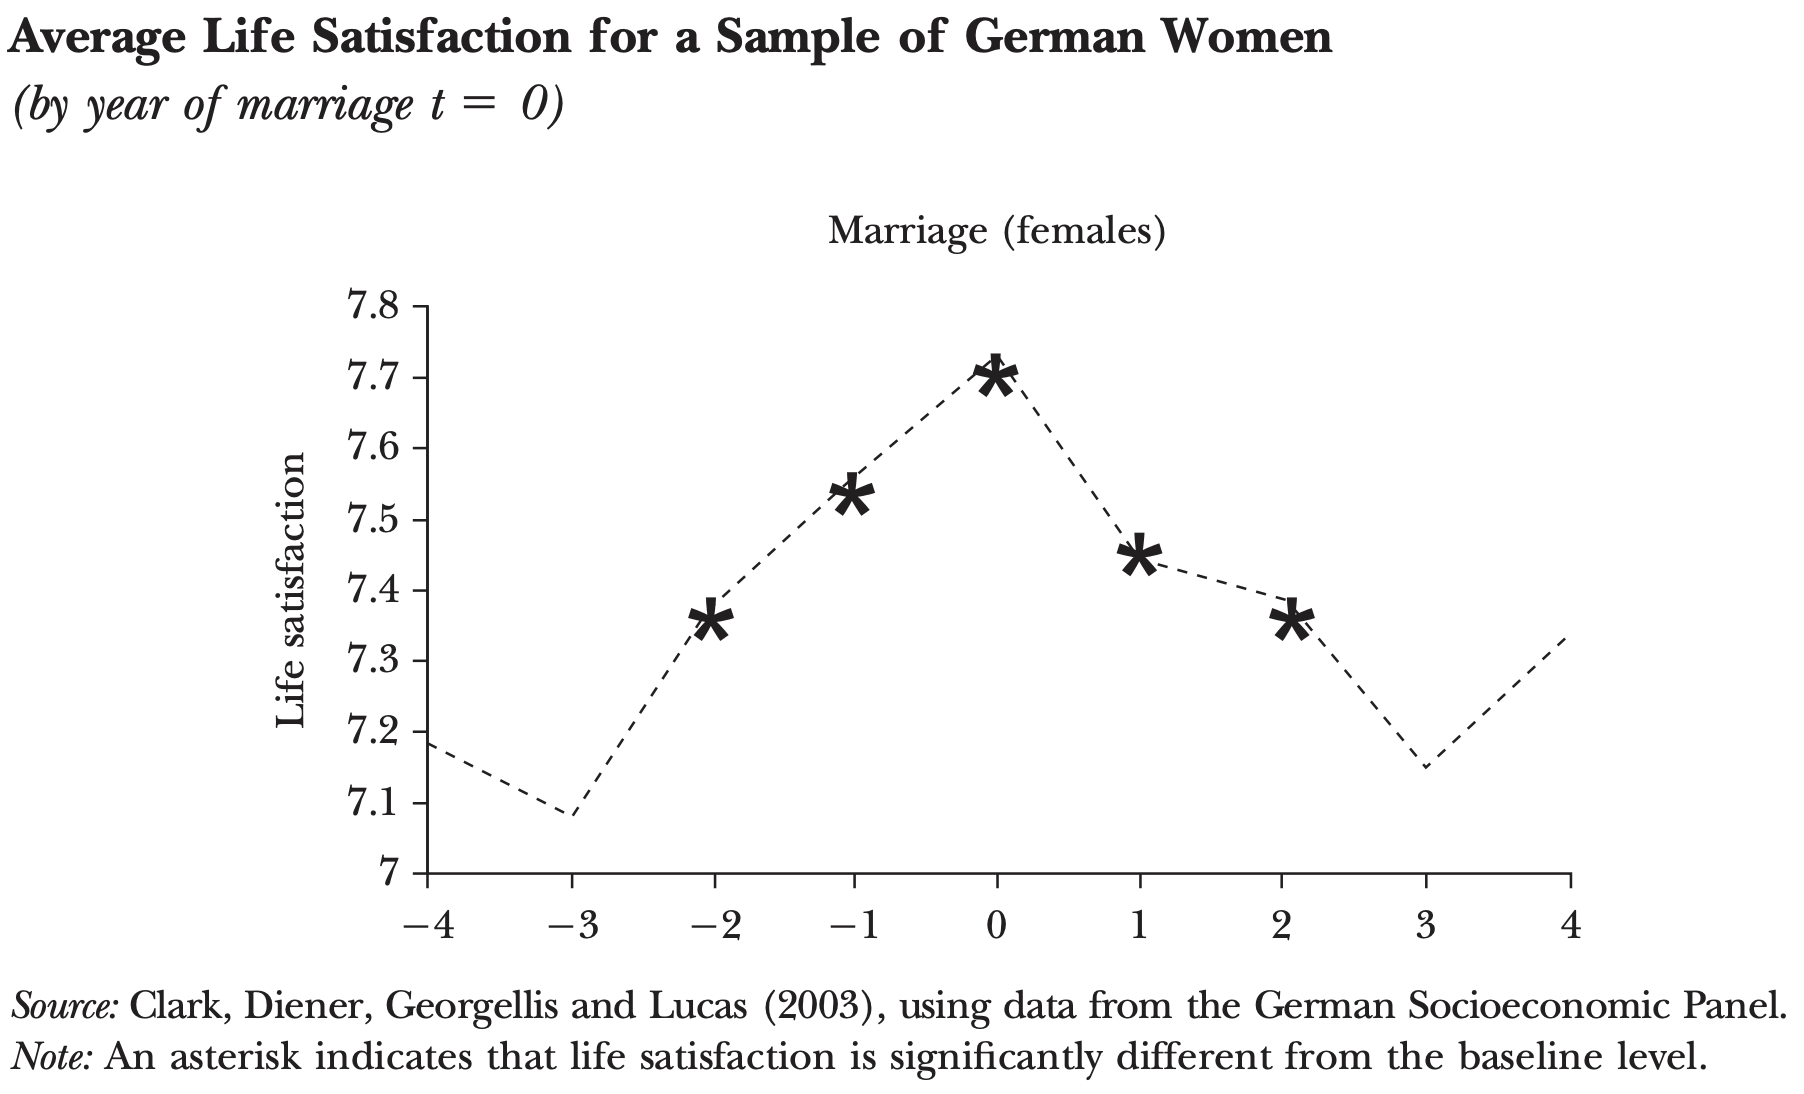 Average Life Satisfaction for a Sample of German Women
(by year of marriage t = 0)
Marriage (females)
Life satisfaction
7.8
7.7
7.6
7.5
7.4
7.3
7.2
7.1
7
−4 −3 −2 −1 0 1 2 3 4
Source: Clark, Diener, Georgellis and Lucas (2003), using data from the German Socioeconomic Panel.
Note: An asterisk indicates that life satisfaction is significantly different from the baseline level.